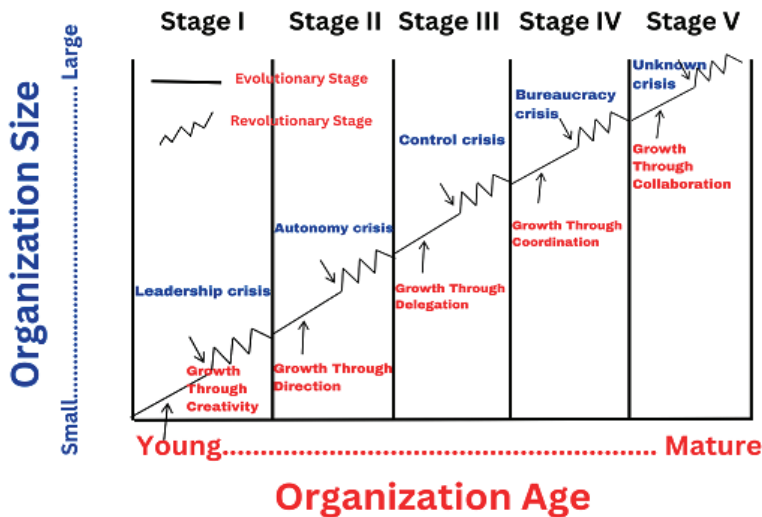 Stage I
Stage II
Stage III
Stage IV
Stage V
Evolutionary Stage
Revolutionary Stage
Organization Size
Small
Large
Leadership crisis
Growth
Through
Creativity
Autonomy crisis
Growth Through
Direction
Control crisis
Growth Through
Delegation
Bureaucracy
crisis
Growth Through
Coordination
Unknown
crisis
Growth
Through
Collaboration
Young........................................................ Mature
Organization Age